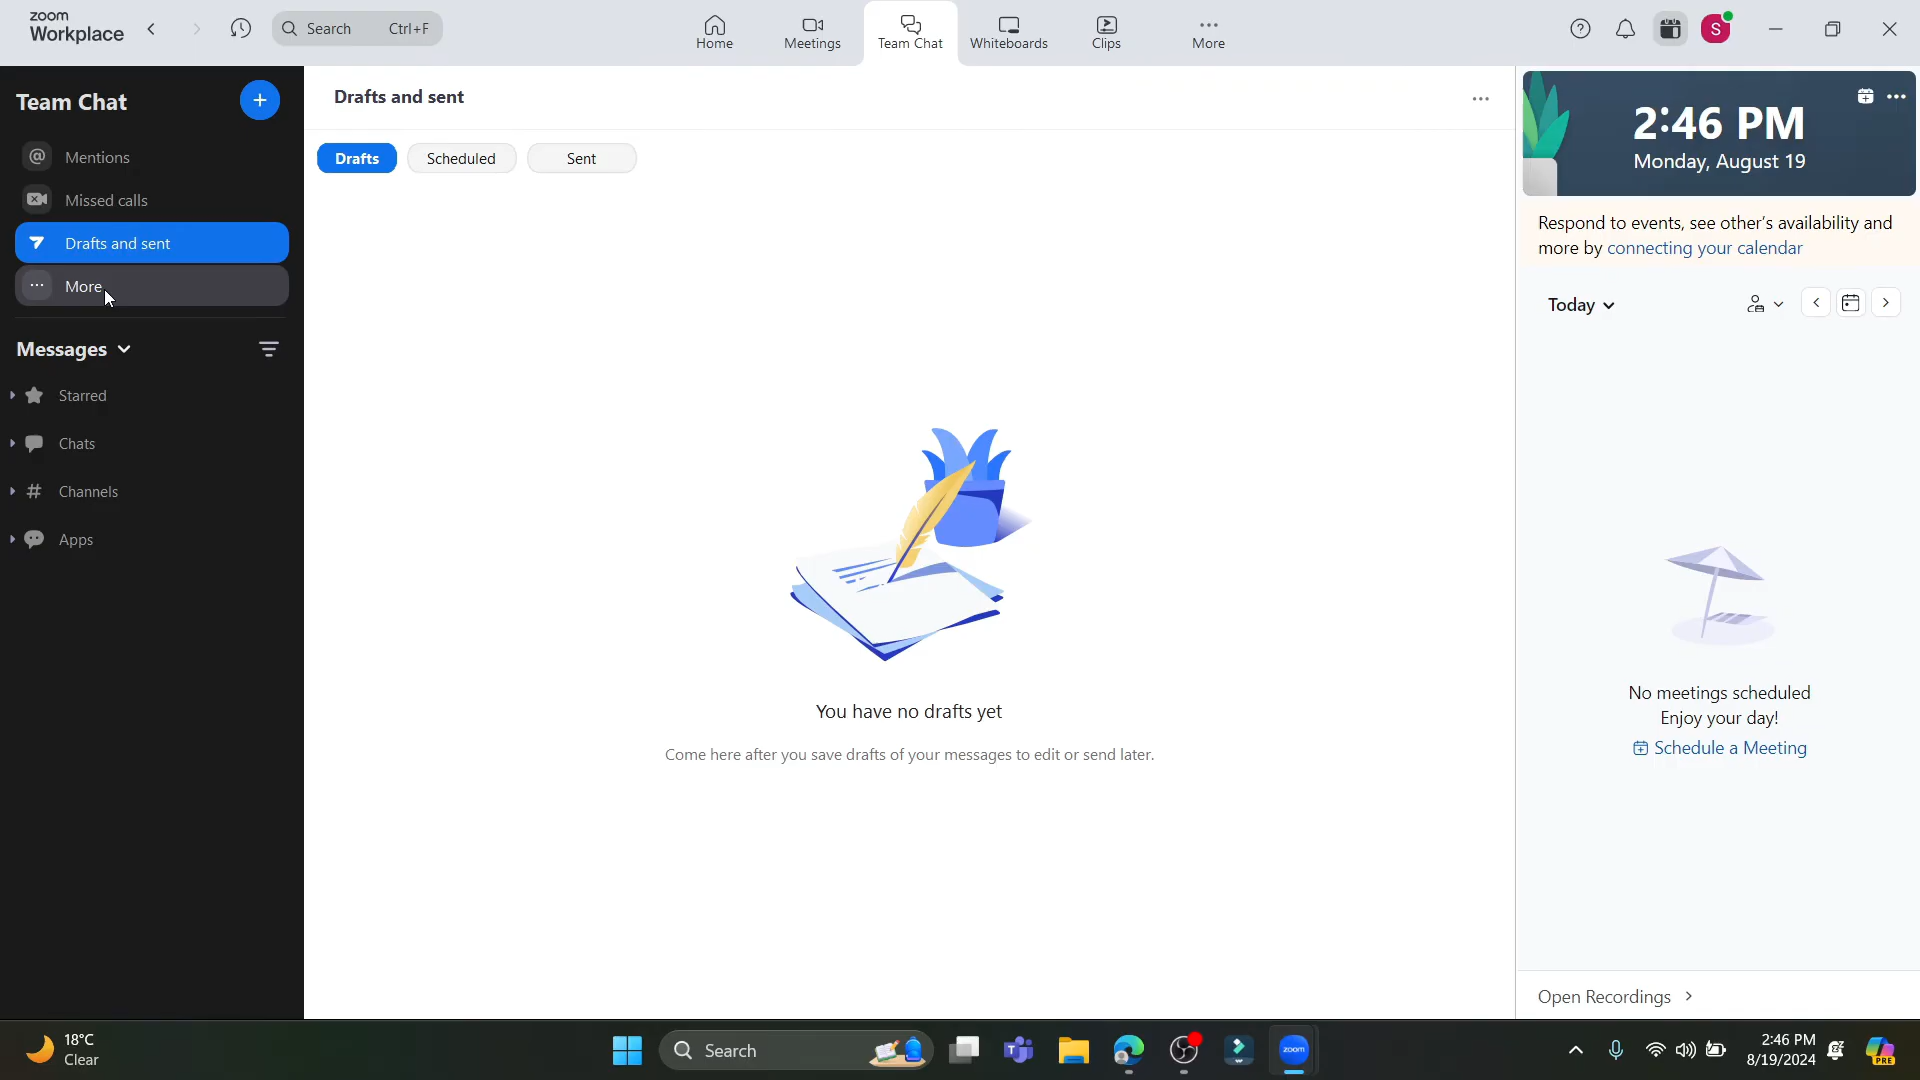 zoom
Workplace
Search Ctrl+F
Home
Meetings
Team Chat
Whiteboards
Clips
More
S
Team Chat
Mentions
Missed calls
Drafts and sent
More
Messages
Starred
Chats
Channels
Apps
Drafts and sent
Drafts Scheduled Sent
You have no drafts yet
Come here after you save drafts of your messages to edit or send later.
2:46 PM
Monday, August 19
Respond to events, see other's availability and
more by connecting your calendar
Today
No meetings scheduled
Enjoy your day!
Schedule a Meeting
Open Recordings
18°C
Clear
Search
zoom
2:46 PM
8/19/2024
PRE